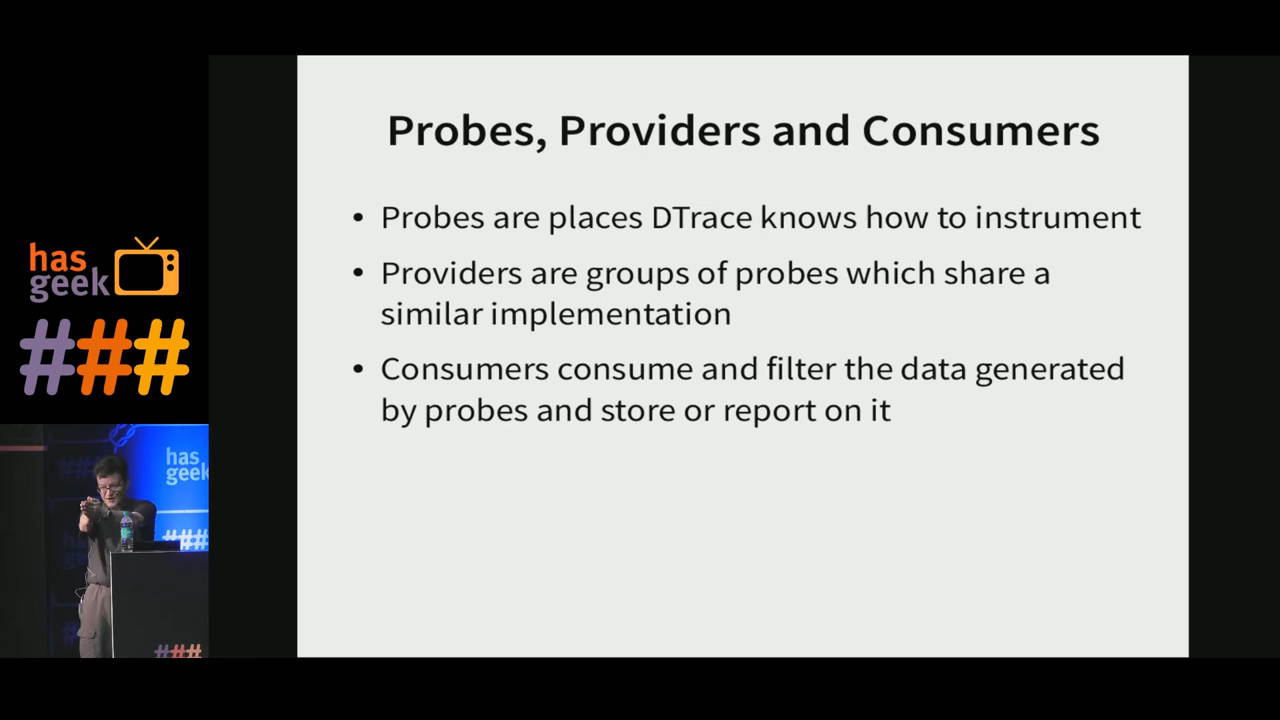 Probes, Providers and Consumers
• Probes are places DTrace knows how to instrument
• Providers are groups of probes which share a
similar implementation
• Consumers consume and filter the data generated
by probes and store or report on it
has
geek
###
has
geek
###
###